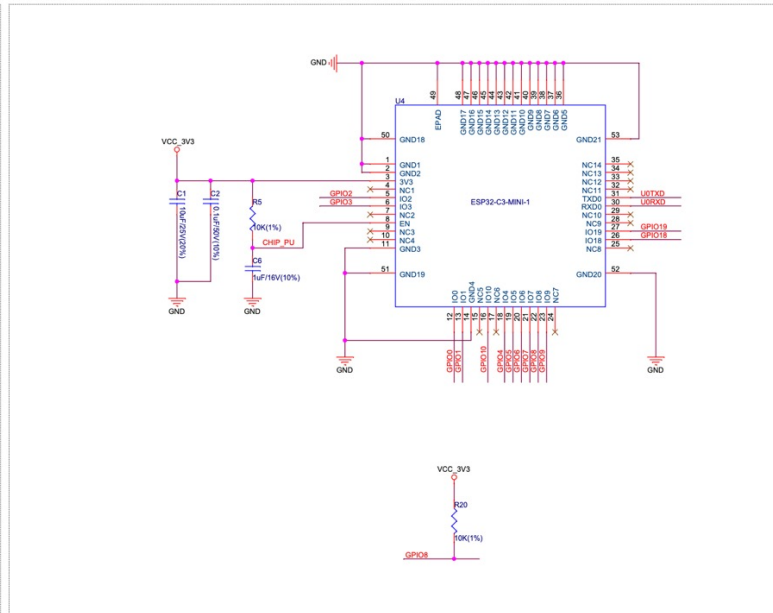 GND
U4
49
48
47
46
45
44
43
42
41
40
39
38
37
36
EPAD
GND17
GND16
GND15
GND14
GND13
GND12
GND11
GND10
GND9
GND8
GND7
GND6
GND5
50 GND18
GND21 53
VCC_3V3
1 GND1
2 GND2
3 3V3
4 NC1
GPIO2 5 IO2
GPIO3 6 IO3
7 NC2
8 EN
9 NC3
10 NC4
11 GND3
51 GND19
ESP32-C3-MINI-1
NC14 35
NC13 34
NC12 33
NC11 32
TXD0 31 U0TXD
RXD0 30 U0RXD
NC10 29
NC9 28
IO19 27 GPIO19
IO18 26 GPIO18
NC8 25
GND20 52
C1
10uF/25V(20%)
C2
0.1uF/50V(10%)
R5
10K(1%)
CHIP_PU
C6
1uF/16V(10%)
GND
GND
IO0
IO1
GND4
NC5
IO10
NC6
IO4
IO5
IO6
IO7
IO8
IO9
NC7
12
13
14
15
16
17
18
19
20
21
22
23
24
GPIO0
GPIO1
GPIO10
GPIO4
GPIO5
GPIO6
GPIO7
GPIO8
GPIO9
GND
GND
VCC_3V3
R20
10K(1%)
GPIO8